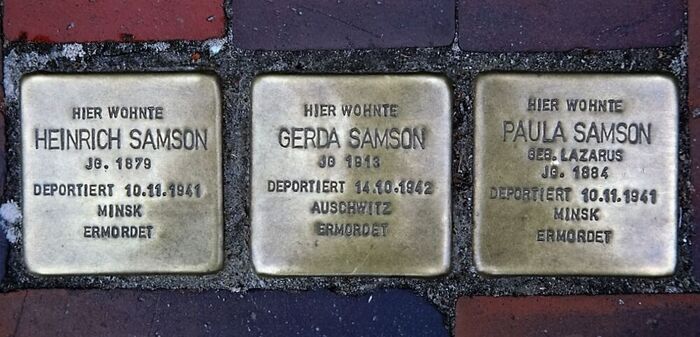 HIER WOHNTE
HEINRICH SAMSON
JG. 1879
DEPORTIERT 10.11.1941
MINSK
ERMORDET
HIER WOHNTE
GERDA SAMSON
JG 1913
DEPORTIERT 14.10.1942
AUSCHWITZ
ERMORDET
HIER WOHNTE
PAULA SAMSON
GEB. LAZARUS
JG. 1884
DEPORTIERT 10.11.1941
MINSK
ERMORDET